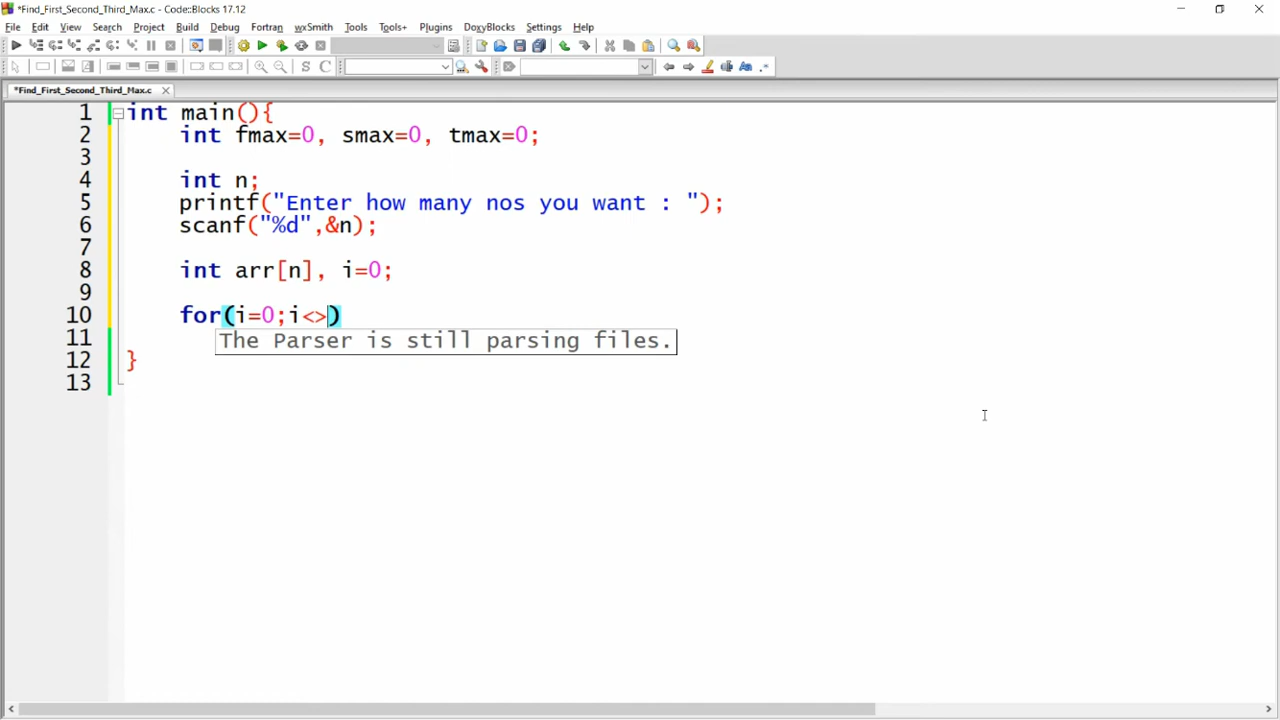 *Find_First_Second_Third_Max.c - Code::Blocks 17.12
File Edit View Search Project Build Debug Fortran wxSmith Tools Tools+ Plugins DoxyBlocks Settings Help
S C Aa .*
*Find_First_Second_Third_Max.c
1 int main(){
2 int fmax=0, smax=0, tmax=0;
3
4 int n;
5 printf("Enter how many nos you want : ");
6 scanf("%d",&n);
7
8 int arr[n], i=0;
9
10 for(i=0;i<>)
11 The Parser is still parsing files.
12 }
13